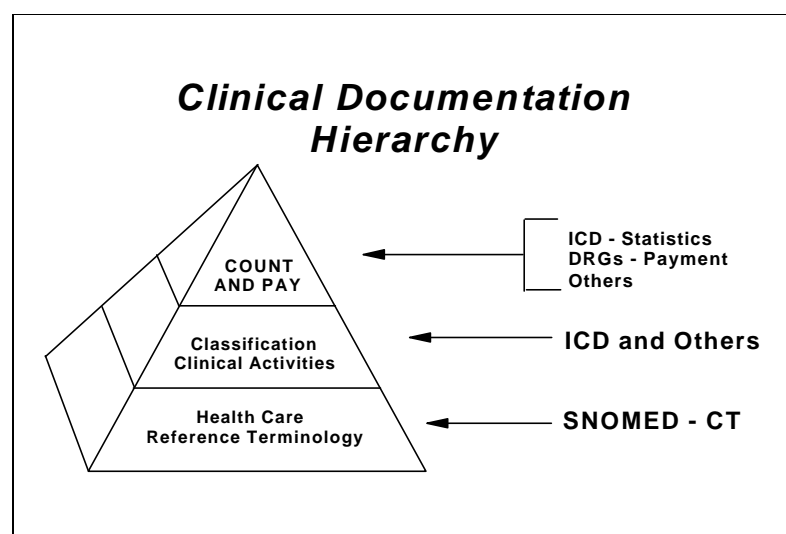 Clinical Documentation
Hierarchy
COUNT
AND PAY
ICD - Statistics
DRGs - Payment
Others
Classification
Clinical Activities
ICD and Others
Health Care
Reference Terminology
SNOMED - CT